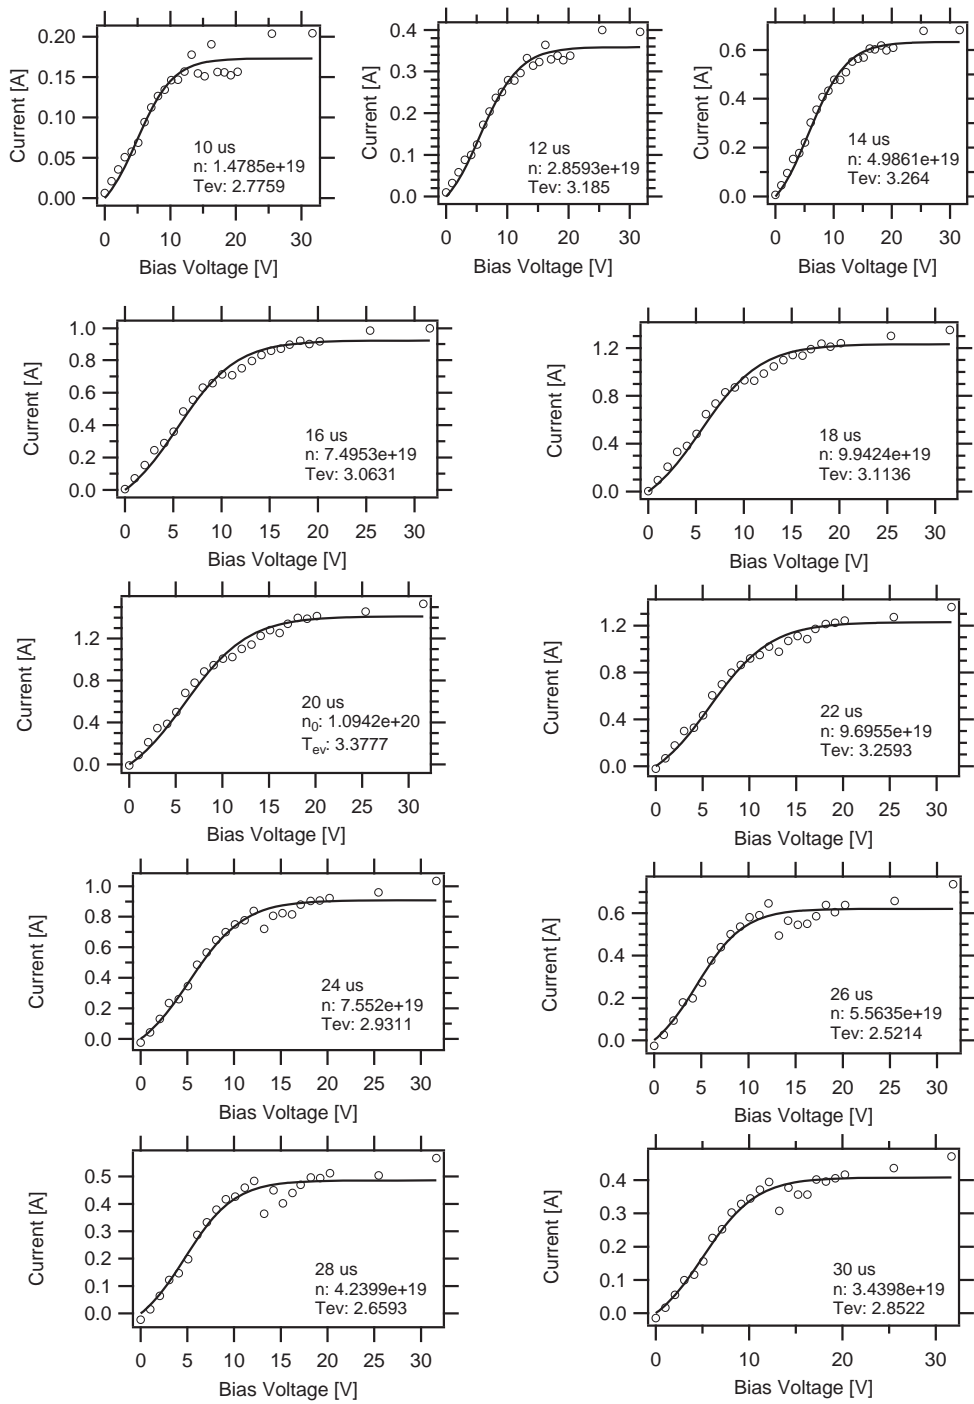 0.20
0.15
0.10
0.05
0.00
Current [A]
10 us
n: 1.4785e+19
Tev: 2.7759
0 10 20 30
Bias Voltage [V]
0.4
0.3
0.2
0.1
0.0
Current [A]
12 us
n: 2.8593e+19
Tev: 3.185
0 10 20 30
Bias Voltage [V]
0.6
0.4
0.2
0.0
Current [A]
14 us
n: 4.9861e+19
Tev: 3.264
0 10 20 30
Bias Voltage [V]
1.0
0.8
0.6
0.4
0.2
0.0
Current [A]
16 us
n: 7.4953e+19
Tev: 3.0631
0 5 10 15 20 25 30
Bias Voltage [V]
1.2
0.8
0.4
0.0
Current [A]
18 us
n: 9.9424e+19
Tev: 3.1136
0 5 10 15 20 25 30
Bias Voltage [V]
1.2
0.8
0.4
0.0
Current [A]
20 us
n0: 1.0942e+20
Tev: 3.3777
0 5 10 15 20 25 30
Bias Voltage [V]
1.2
0.8
0.4
0.0
Current [A]
22 us
n: 9.6955e+19
Tev: 3.2593
0 5 10 15 20 25 30
Bias Voltage [V]
1.0
0.8
0.6
0.4
0.2
0.0
Current [A]
24 us
n: 7.552e+19
Tev: 2.9311
0 5 10 15 20 25 30
Bias Voltage [V]
0.6
0.4
0.2
0.0
Current [A]
26 us
n: 5.5635e+19
Tev: 2.5214
0 5 10 15 20 25 30
Bias Voltage [V]
0.5
0.4
0.3
0.2
0.1
0.0
Current [A]
28 us
n: 4.2399e+19
Tev: 2.6593
0 5 10 15 20 25 30
Bias Voltage [V]
0.4
0.3
0.2
0.1
0.0
Current [A]
30 us
n: 3.4398e+19
Tev: 2.8522
0 10 20 30
Bias Voltage [V]